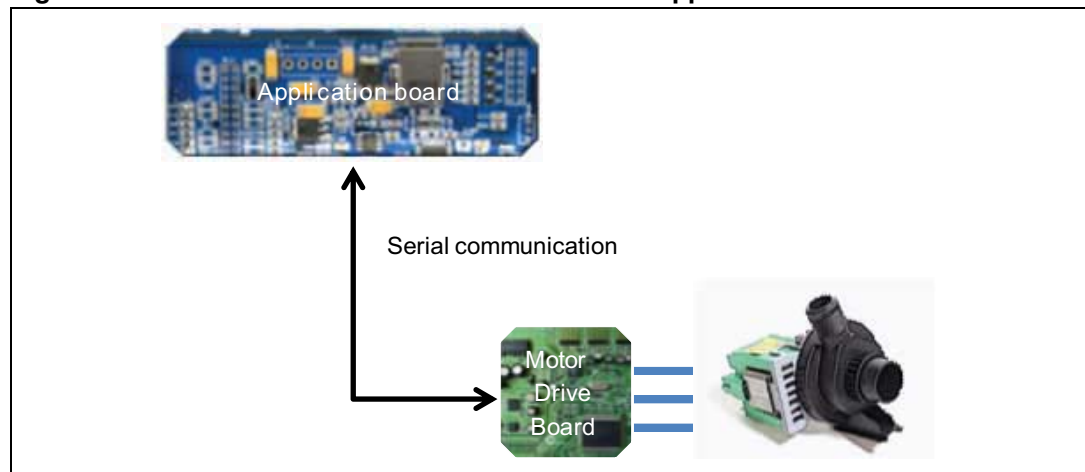 Application board
Serial communication
Motor
Drive
Board